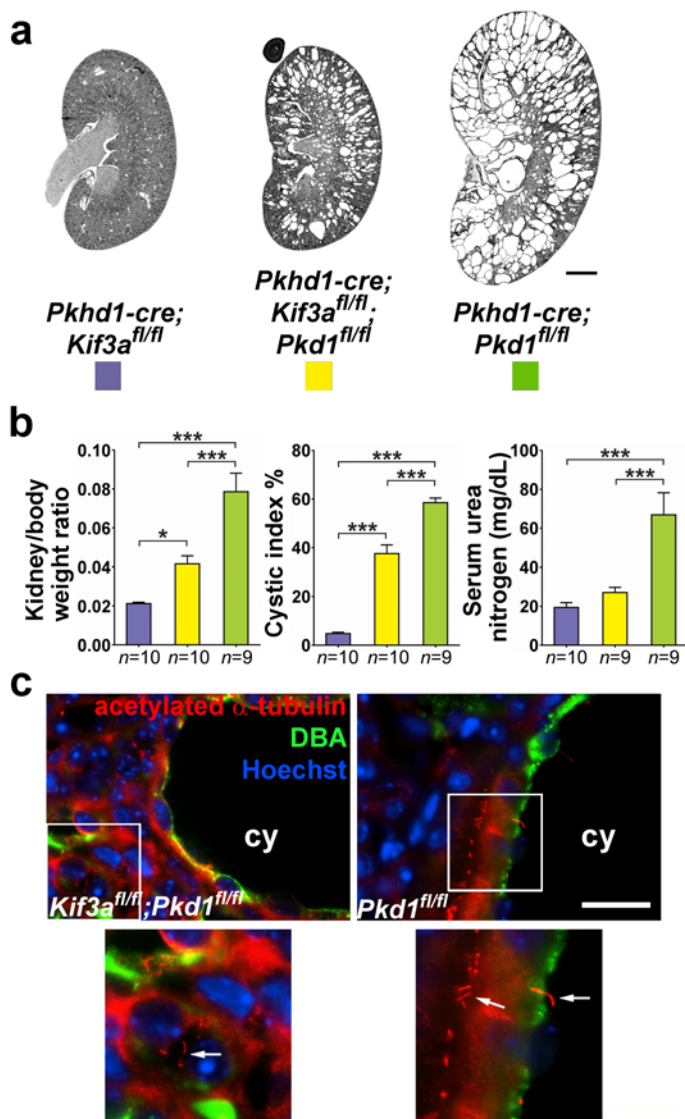 a
Pkhd1-cre;
Kif3a^fl/fl
Pkhd1-cre;
Kif3a^fl/fl;
Pkd1^fl/fl
Pkhd1-cre;
Pkd1^fl/fl
b
Kidney/body
weight ratio
0.10
0.08
0.06
0.04
0.02
0.00
***
***
*
n=10 n=10 n=9
Cystic index %
80
60
40
20
0
***
***
***
n=10 n=10 n=9
Serum urea
nitrogen (mg/dL)
80
60
40
20
0
***
***
n=10 n=9 n=9
c
acetylated α-tubulin
DBA
Hoechst
cy
Kif3a^fl/fl;Pkd1^fl/fl
cy
Pkd1^fl/fl